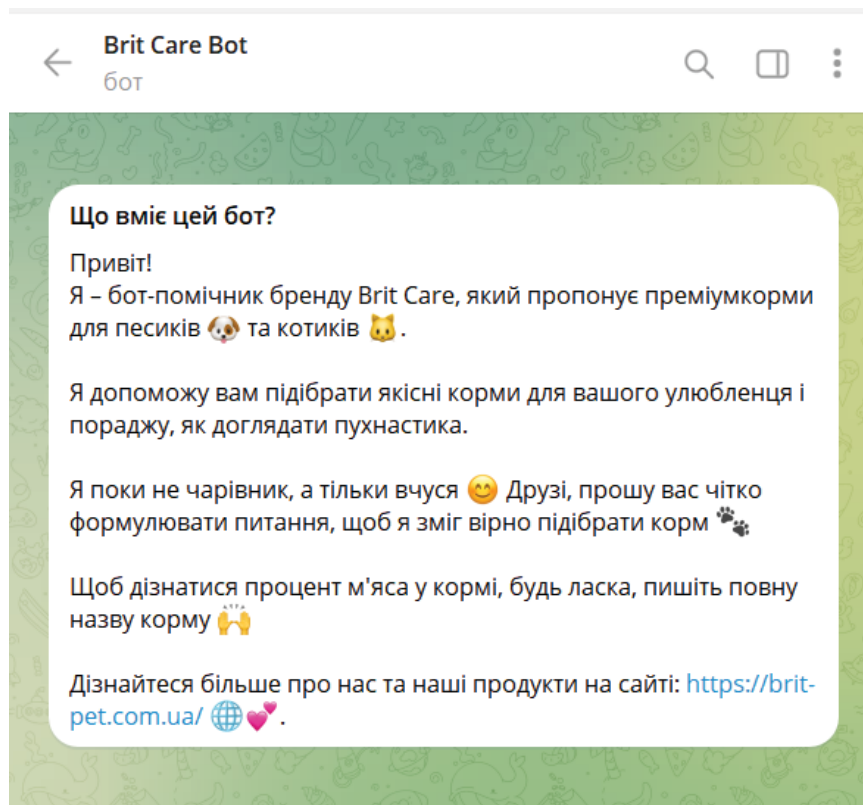 Brit Care Bot
бот
Що вміє цей бот?
Привіт!
Я – бот-помічник бренду Brit Care, який пропонує преміумкорми
для песиків 🐶 та котиків 🐱.
Я допоможу вам підібрати якісні корми для вашого улюбленця і
пораджу, як доглядати пухнастика.
Я поки не чарівник, а тільки вчуся 😊 Друзі, прошу вас чітко
формулювати питання, щоб я зміг вірно підібрати корм 🐾
Щоб дізнатися процент м'яса у кормі, будь ласка, пишіть повну
назву корму 🙌
Дізнайтеся більше про нас та наші продукти на сайті: https://brit-
pet.com.ua/ 🌐💕.